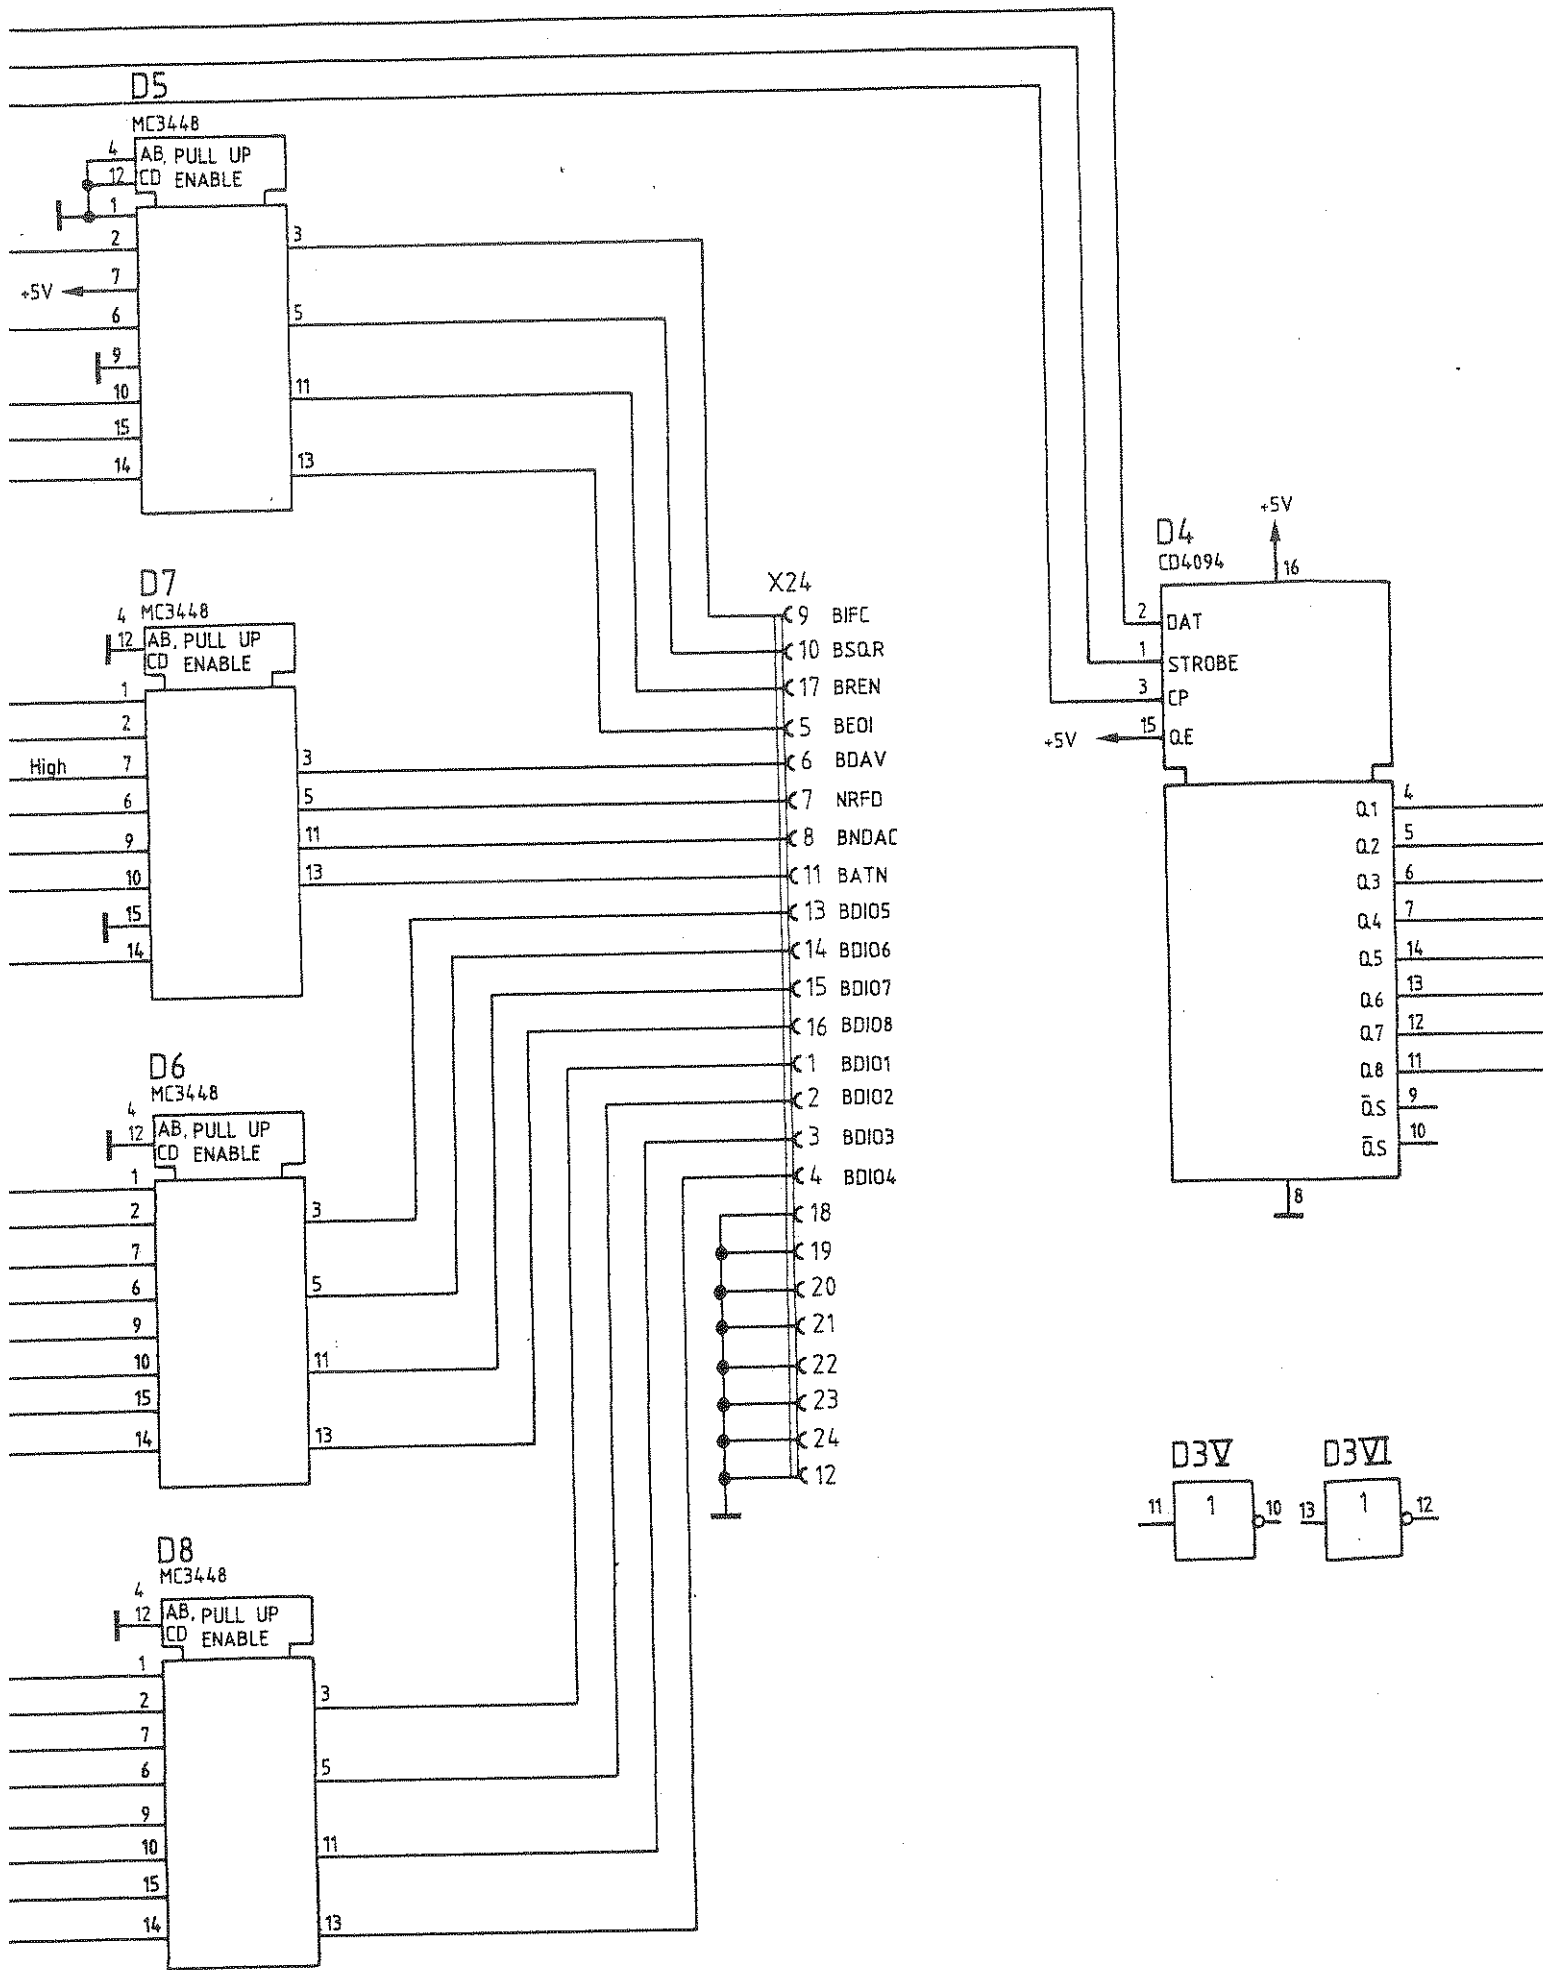 D5
MC3448
4 AB, PULL UP
12 CD ENABLE
1
2
3
7
+5V
6
5
9
10
11
15
14
13
D7
MC3448
4
12 AB, PULL UP
CD ENABLE
1
2
High 7
3
6
5
9
11
10
13
15
14
D6
MC3448
4
12 AB, PULL UP
CD ENABLE
1
2
3
7
6
5
9
10
11
15
14
13
D8
MC3448
4
12 AB, PULL UP
CD ENABLE
1
2
3
7
6
5
9
10
11
15
14
13
X24
9 BIFC
10 BSQR
17 BREN
5 BEOI
6 BDAV
7 NRFD
8 BNDAC
11 BATN
13 BDIO5
14 BDIO6
15 BDIO7
16 BDIO8
1 BDIO1
2 BDIO2
3 BDIO3
4 BDIO4
18
19
20
21
22
23
24
12
D4
CD4094
+5V
16
2 DAT
1 STROBE
3 CP
+5V 15 QE
Q1 4
Q2 5
Q3 6
Q4 7
Q5 14
Q6 13
Q7 12
Q8 11
Q̅S 9
Q̅S 10
8
D3V
11 1 10
D3VI
13 1 12